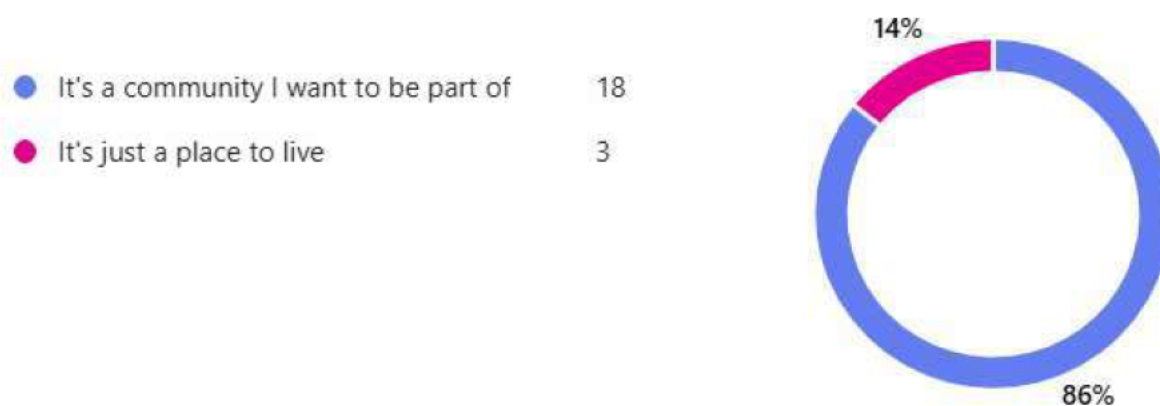 14%
It's a community I want to be part of 18
It's just a place to live 3
86%